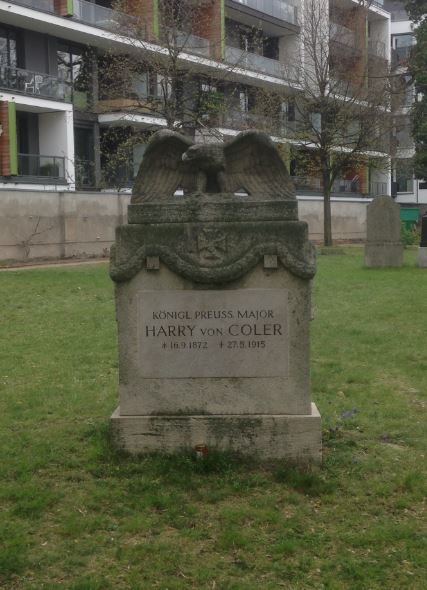 KÖNIGL. PREUSS. MAJOR
HARRY VON COLER
* 16.9.1872 + 27.5.1915